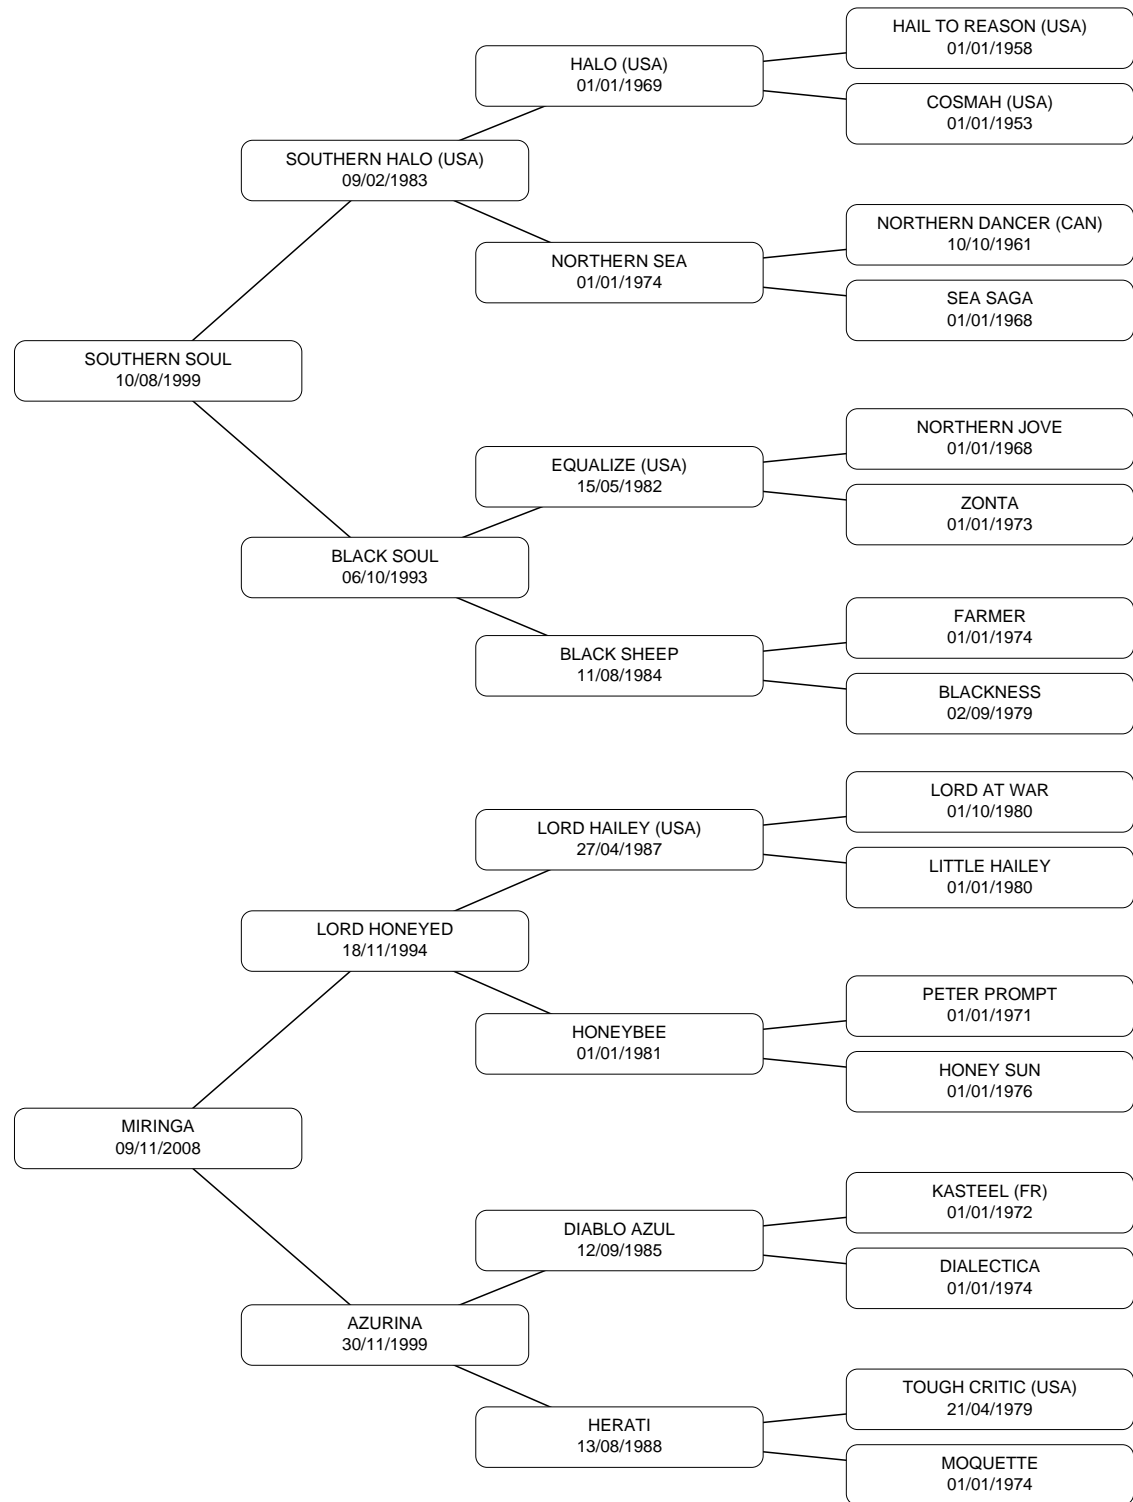 HAIL TO REASON (USA)
01/01/1958
HALO (USA)
01/01/1969
COSMAH (USA)
01/01/1953
SOUTHERN HALO (USA)
09/02/1983
NORTHERN DANCER (CAN)
10/10/1961
NORTHERN SEA
01/01/1974
SEA SAGA
01/01/1968
SOUTHERN SOUL
10/08/1999
NORTHERN JOVE
01/01/1968
EQUALIZE (USA)
15/05/1982
ZONTA
01/01/1973
BLACK SOUL
06/10/1993
FARMER
01/01/1974
BLACK SHEEP
11/08/1984
BLACKNESS
02/09/1979
LORD AT WAR
01/10/1980
LORD HAILEY (USA)
27/04/1987
LITTLE HAILEY
01/01/1980
LORD HONEYED
18/11/1994
PETER PROMPT
01/01/1971
HONEYBEE
01/01/1981
HONEY SUN
01/01/1976
MIRINGA
09/11/2008
KASTEEL (FR)
01/01/1972
DIABLO AZUL
12/09/1985
DIALECTICA
01/01/1974
AZURINA
30/11/1999
TOUGH CRITIC (USA)
21/04/1979
HERATI
13/08/1988
MOQUETTE
01/01/1974